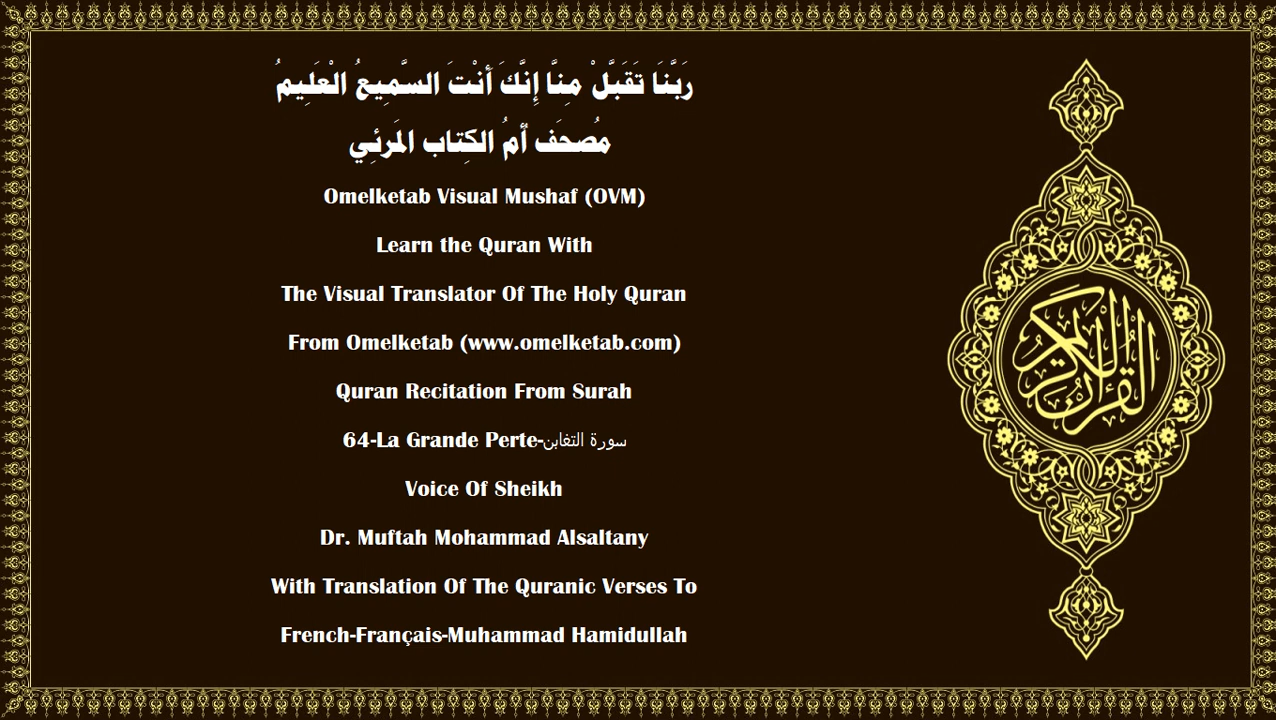 رَبَّنَا تَقَبَّلْ مِنَّا إِنَّكَ أَنْتَ السَّمِيعُ الْعَلِيمُ
مُصحَف أمُ الكِتاب المَرئِي
Omelketab Visual Mushaf (OVM)
Learn the Quran With
The Visual Translator Of The Holy Quran
From Omelketab (www.omelketab.com)
Quran Recitation From Surah
64-La Grande Perte-سورة التغابن
Voice Of Sheikh
Dr. Muftah Mohammad Alsaltany
With Translation Of The Quranic Verses To
French-Français-Muhammad Hamidullah
القرآن الكريم